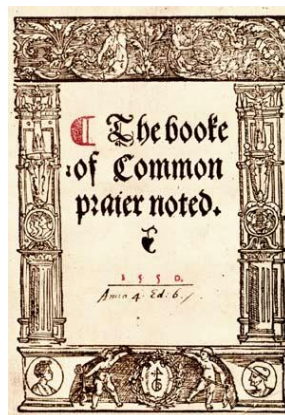 ¶ The booke
of Common
praier noted.
1550.
Anno 4. Ed. 6.